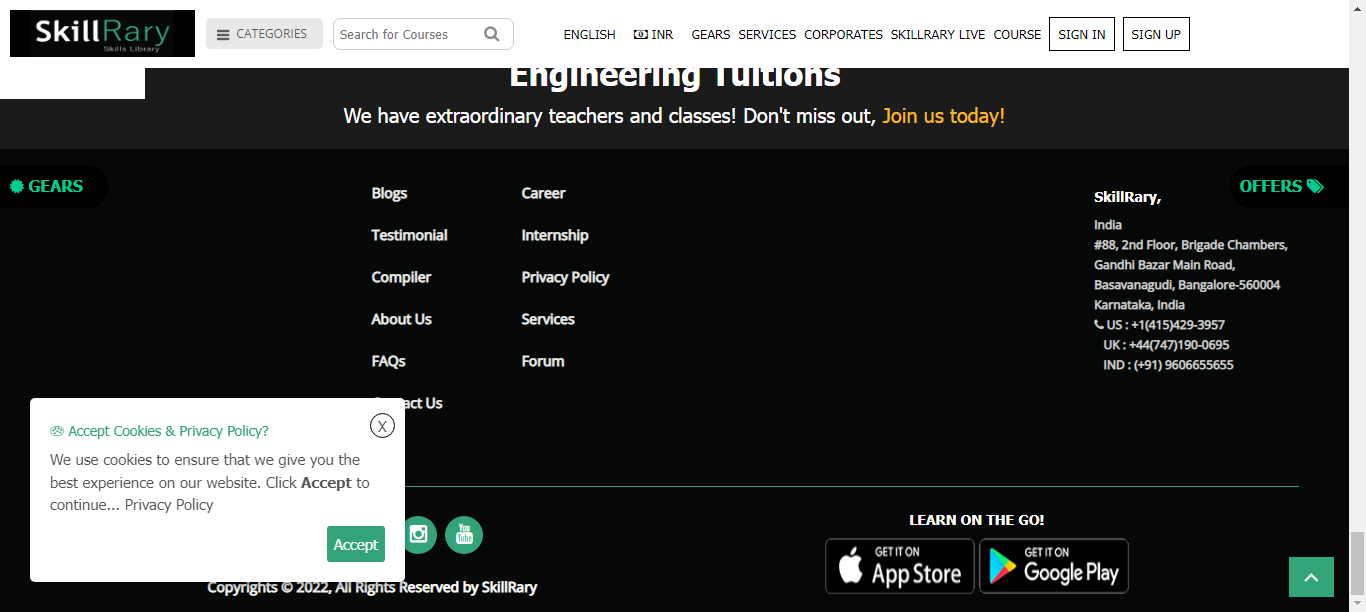 SkillRary
Skills Library
CATEGORIES
Search for Courses
ENGLISH
INR
GEARS SERVICES CORPORATES SKILLRARY LIVE COURSE
SIGN IN
SIGN UP
Engineering Tuitions
We have extraordinary teachers and classes! Don't miss out, Join us today!
GEARS
OFFERS
Blogs
Testimonial
Compiler
About Us
FAQs
act Us
Career
Internship
Privacy Policy
Services
Forum
SkillRary,
India
#88, 2nd Floor, Brigade Chambers,
Gandhi Bazar Main Road,
Basavanagudi, Bangalore-560004
Karnataka, India
US : +1(415)429-3957
UK : +44(747)190-0695
IND : (+91) 9606655655
Accept Cookies & Privacy Policy?
X
We use cookies to ensure that we give you the
best experience on our website. Click Accept to
continue... Privacy Policy
Accept
You
Tube
Copyrights © 2022, All Rights Reserved by SkillRary
LEARN ON THE GO!
GET IT ON
App Store
GET IT ON
Google Play